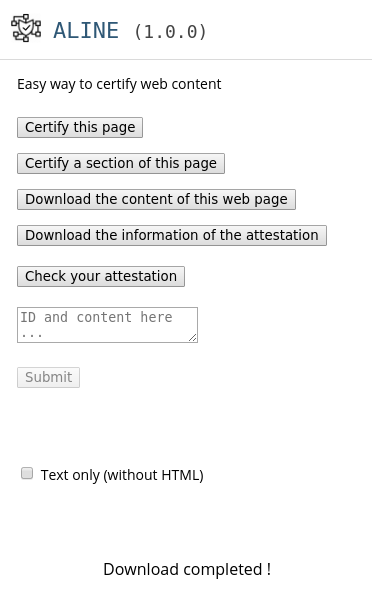 ALINE (1.0.0)
Easy way to certify web content
Certify this page
Certify a section of this page
Download the content of this web page
Download the information of the attestation
Check your attestation
ID and content here
...
Submit
Text only (without HTML)
Download completed !